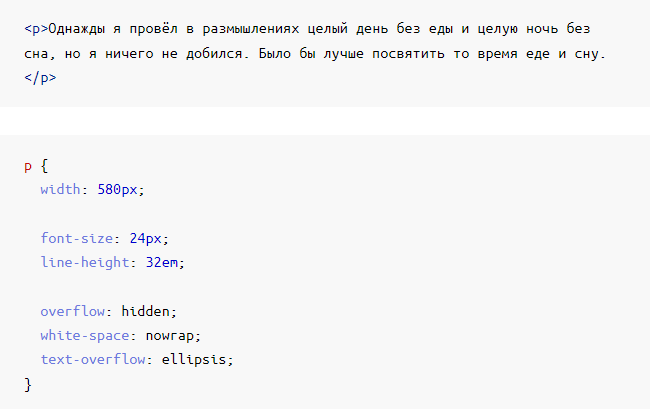 <p>Однажды я провёл в размышлениях целый день без еды и целую ночь без
сна, но я ничего не добился. Было бы лучше посвятить то время еде и сну.
</p>
p {
  width: 580px;
  font-size: 24px;
  line-height: 32em;
  overflow: hidden;
  white-space: nowrap;
  text-overflow: ellipsis;
}